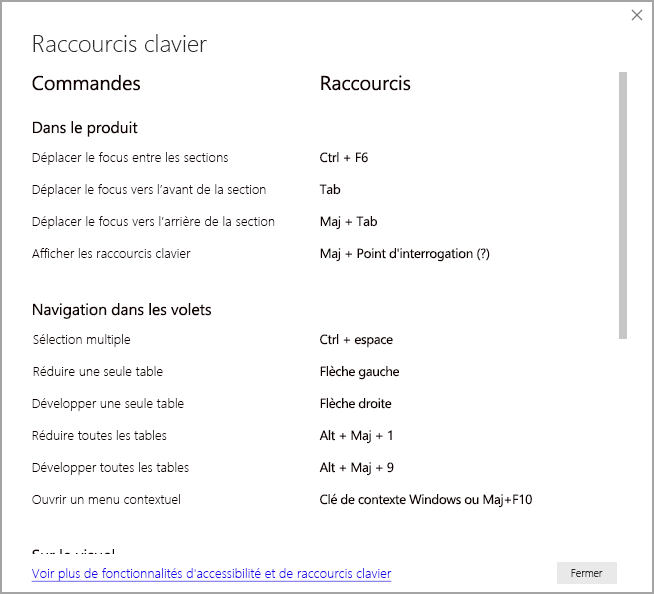 Raccourcis clavier
Commandes Raccourcis
Dans le produit
Déplacer le focus entre les sections Ctrl + F6
Déplacer le focus vers l’avant de la section Tab
Déplacer le focus vers l’arrière de la section Maj + Tab
Afficher les raccourcis clavier Maj + Point d'interrogation (?)
Navigation dans les volets
Sélection multiple Ctrl + espace
Réduire une seule table Flèche gauche
Développer une seule table Flèche droite
Réduire toutes les tables Alt + Maj + 1
Développer toutes les tables Alt + Maj + 9
Ouvrir un menu contextuel Clé de contexte Windows ou Maj+F10
Sur le visuel
Voir plus de fonctionnalités d'accessibilité et de raccourcis clavier Fermer